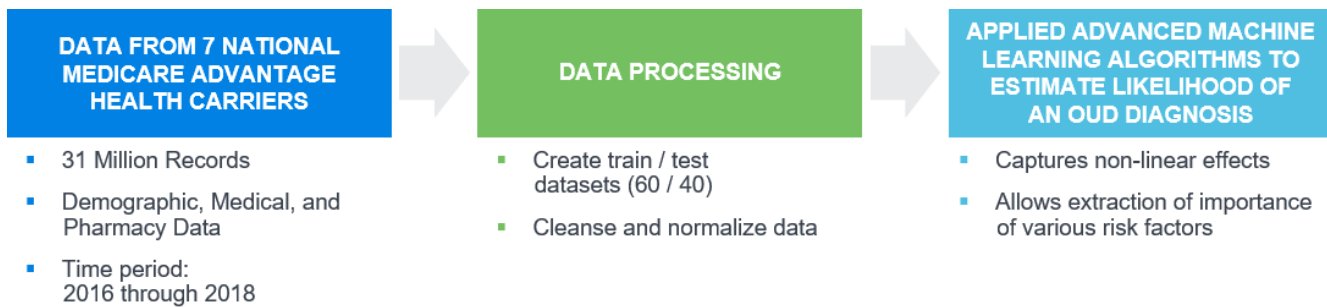 DATA FROM 7 NATIONAL
MEDICARE ADVANTAGE
HEALTH CARRIERS
▪ 31 Million Records
▪ Demographic, Medical, and
Pharmacy Data
▪ Time period:
2016 through 2018
DATA PROCESSING
▪ Create train / test
datasets (60 / 40)
▪ Cleanse and normalize data
APPLIED ADVANCED MACHINE
LEARNING ALGORITHMS TO
ESTIMATE LIKELIHOOD OF
AN OUD DIAGNOSIS
▪ Captures non-linear effects
▪ Allows extraction of importance
of various risk factors